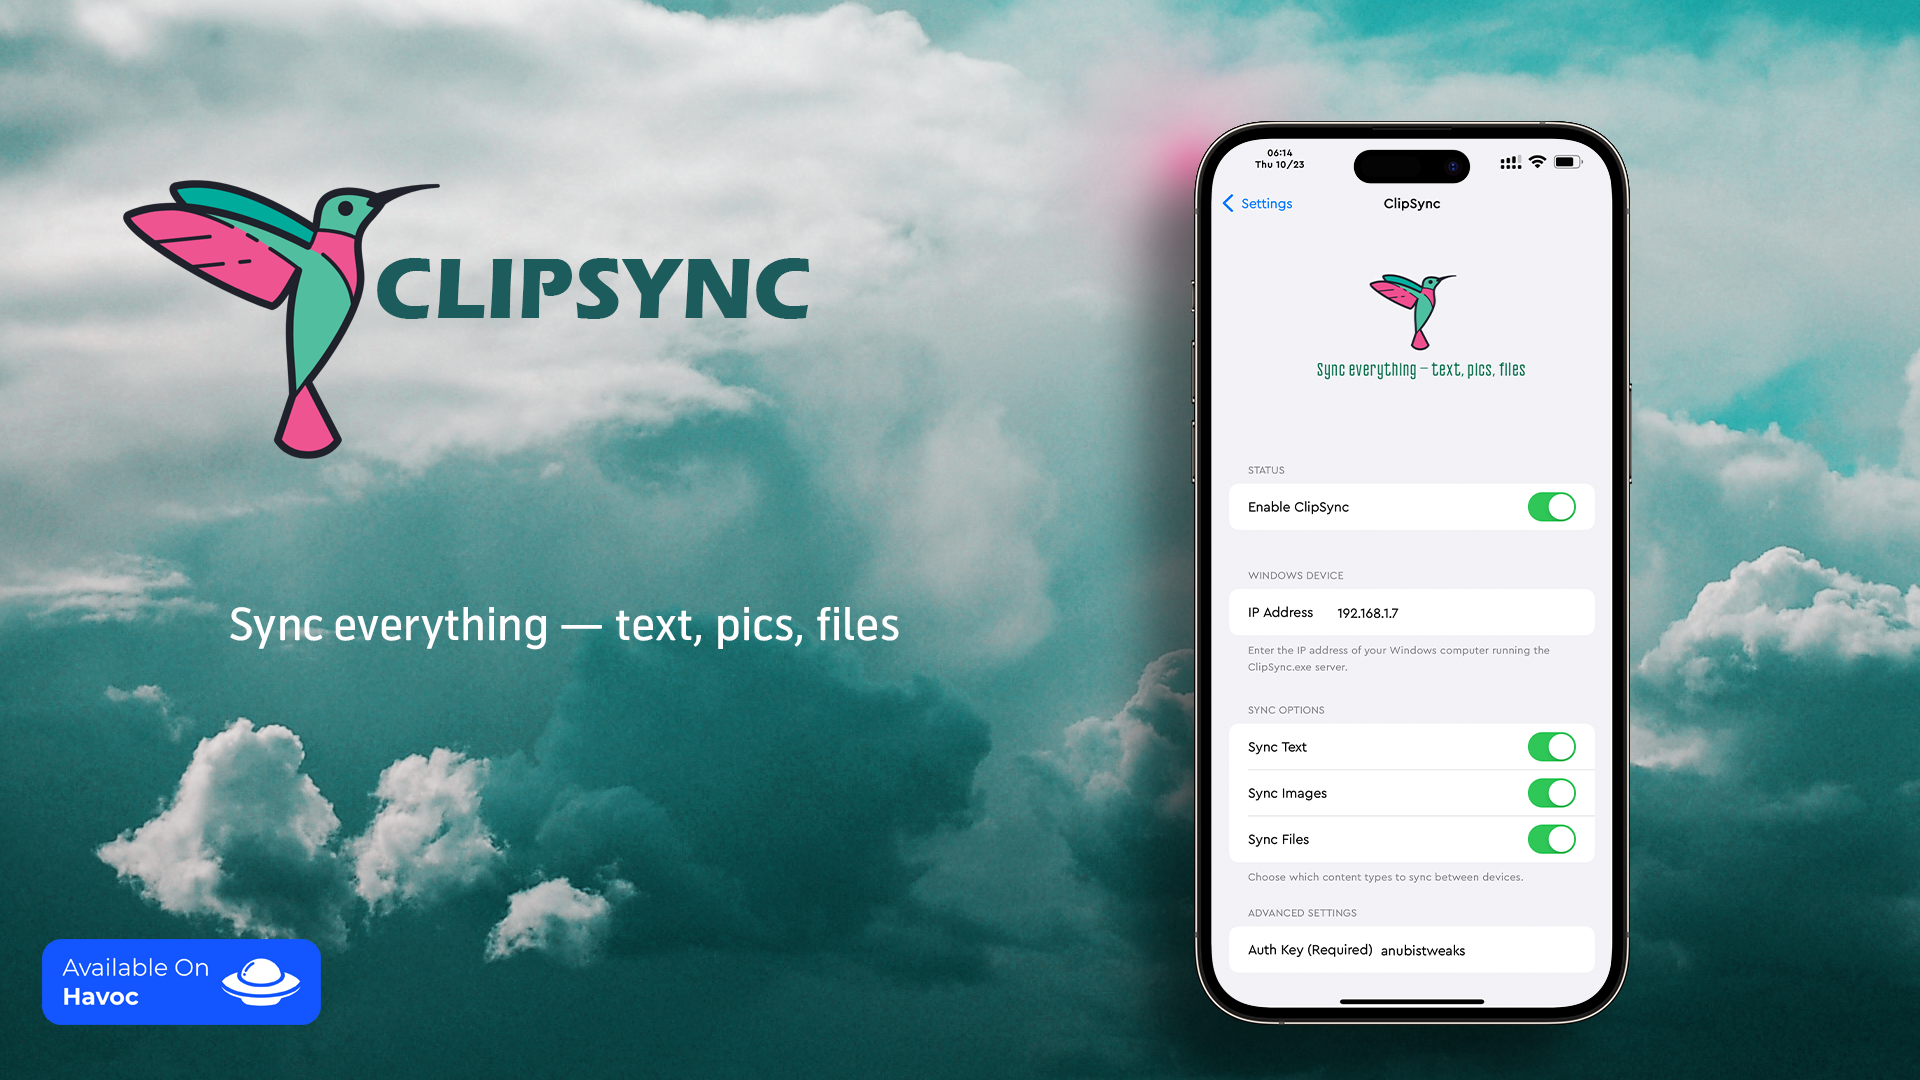 CLIPSYNC
Sync everything — text, pics, files
Available On
Havoc
06:14
Thu 10/23
Settings
ClipSync
Sync everything – text, pics, files
STATUS
Enable ClipSync
WINDOWS DEVICE
IP Address 192.168.1.7
Enter the IP address of your Windows computer running the
ClipSync.exe server.
SYNC OPTIONS
Sync Text
Sync Images
Sync Files
Choose which content types to sync between devices.
ADVANCED SETTINGS
Auth Key (Required) anubistweaks